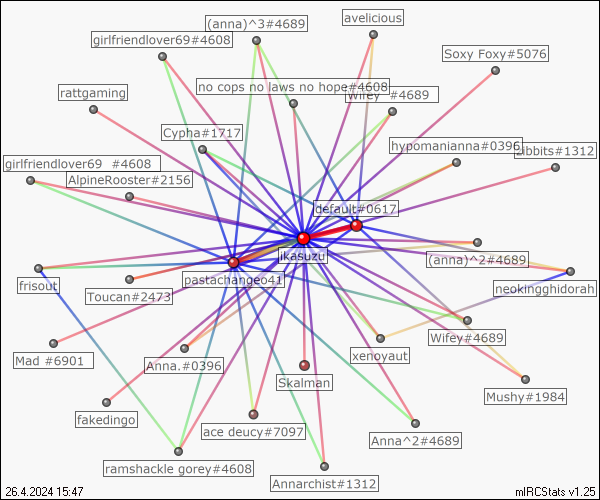 avelicious
(anna)^3#4689
girlfriendlover69#4608
Soxy Foxy#5076
rattgaming
no cops no laws no hope#4608
Wifey #4689
Cypha#1717
hypomanianna#0396
zibbits#1312
girlfriendlover69 #4608
AlpineRooster#2156
default#0617
ikasuzu
(anna)^2#4689
frisout
pastachangeo41
neokingghidorah
Toucan#2473
Wifey#4689
Mad #6901
Anna.#0396
xenoyaut
Skalman
Mushy#1984
fakedingo
ace deucy#7097
Anna^2#4689
ramshackle gorey#4608
Annarchist#1312
26.4.2024 15:47
mIRCStats v1.25